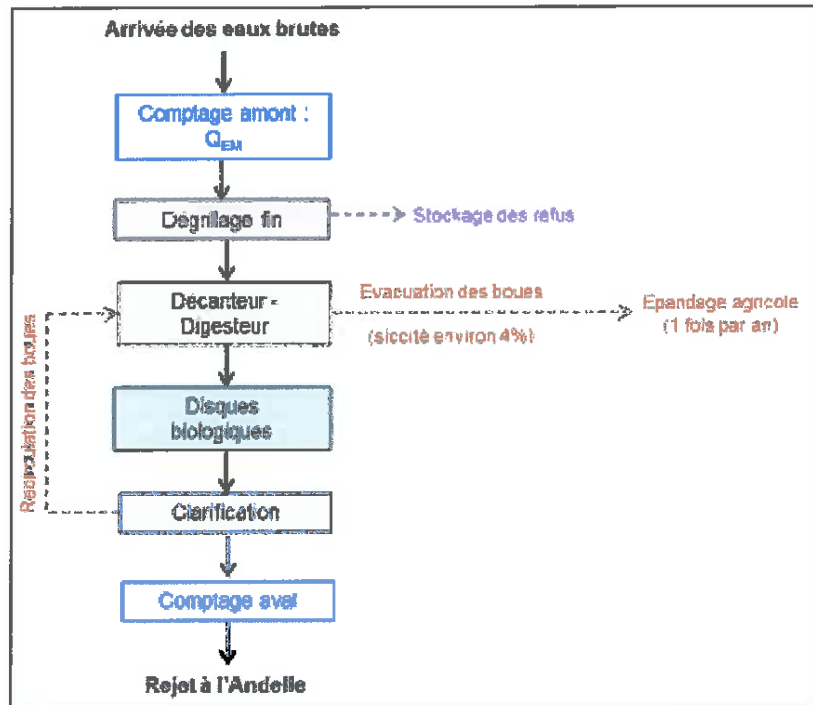 Arrivée des eaux brutes
Comptage amont :
QEM
Dégrillage fin
Stockage des refus
Décanteur -
Digesteur
Evacuation des boues
(siccité environ 4%)
Epandage agricole
(1 fois par an)
Recirculation des boues
Disques
biologiques
Clarification
Comptage aval
Rejet à l'Andelle